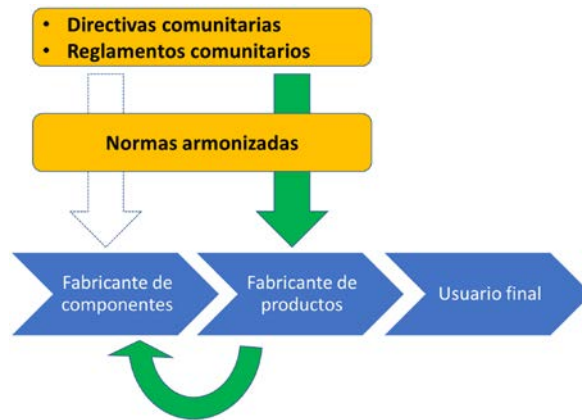 • Directivas comunitarias
• Reglamentos comunitarios
Normas armonizadas
Fabricante de
componentes
Fabricante de
productos
Usuario final